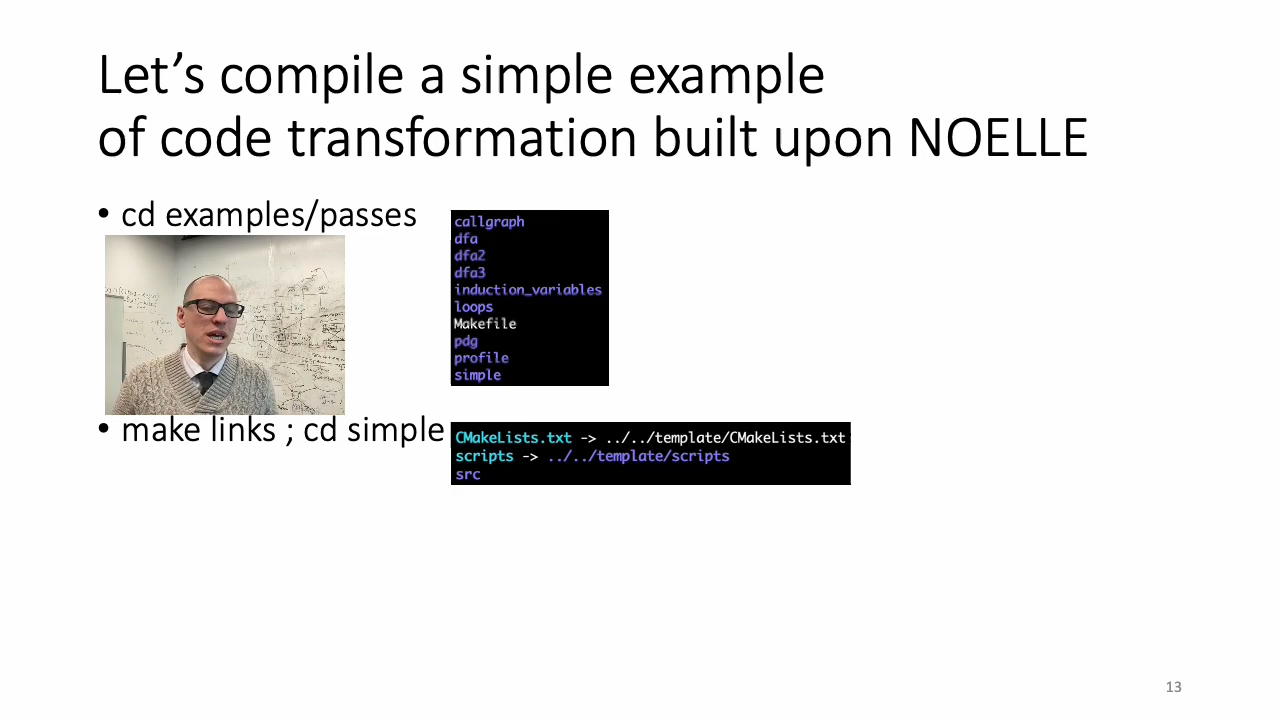 Let’s compile a simple example
of code transformation built upon NOELLE
• cd examples/passes
callgraph
dfa
dfa2
dfa3
induction_variables
loops
Makefile
pdg
profile
simple
• make links ; cd simple
CMakeLists.txt -> ../../template/CMakeLists.txt
scripts -> ../../template/scripts
src
13